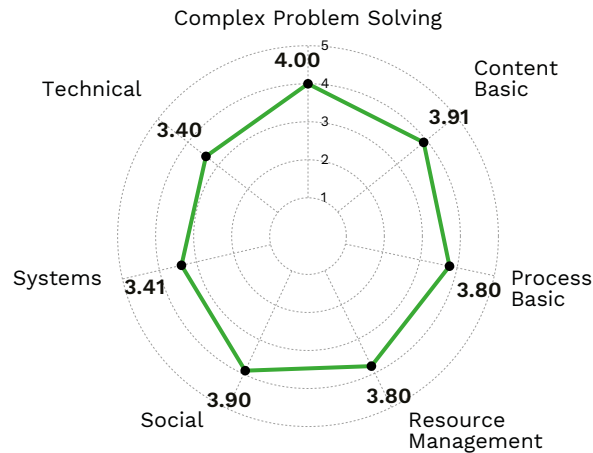 Complex Problem Solving
5
4.00
4
Content
Basic
Technical
3.91
3.40
3
2
1
Systems
3.41
Process
Basic
3.80
3.90
3.80
Social
Resource
Management